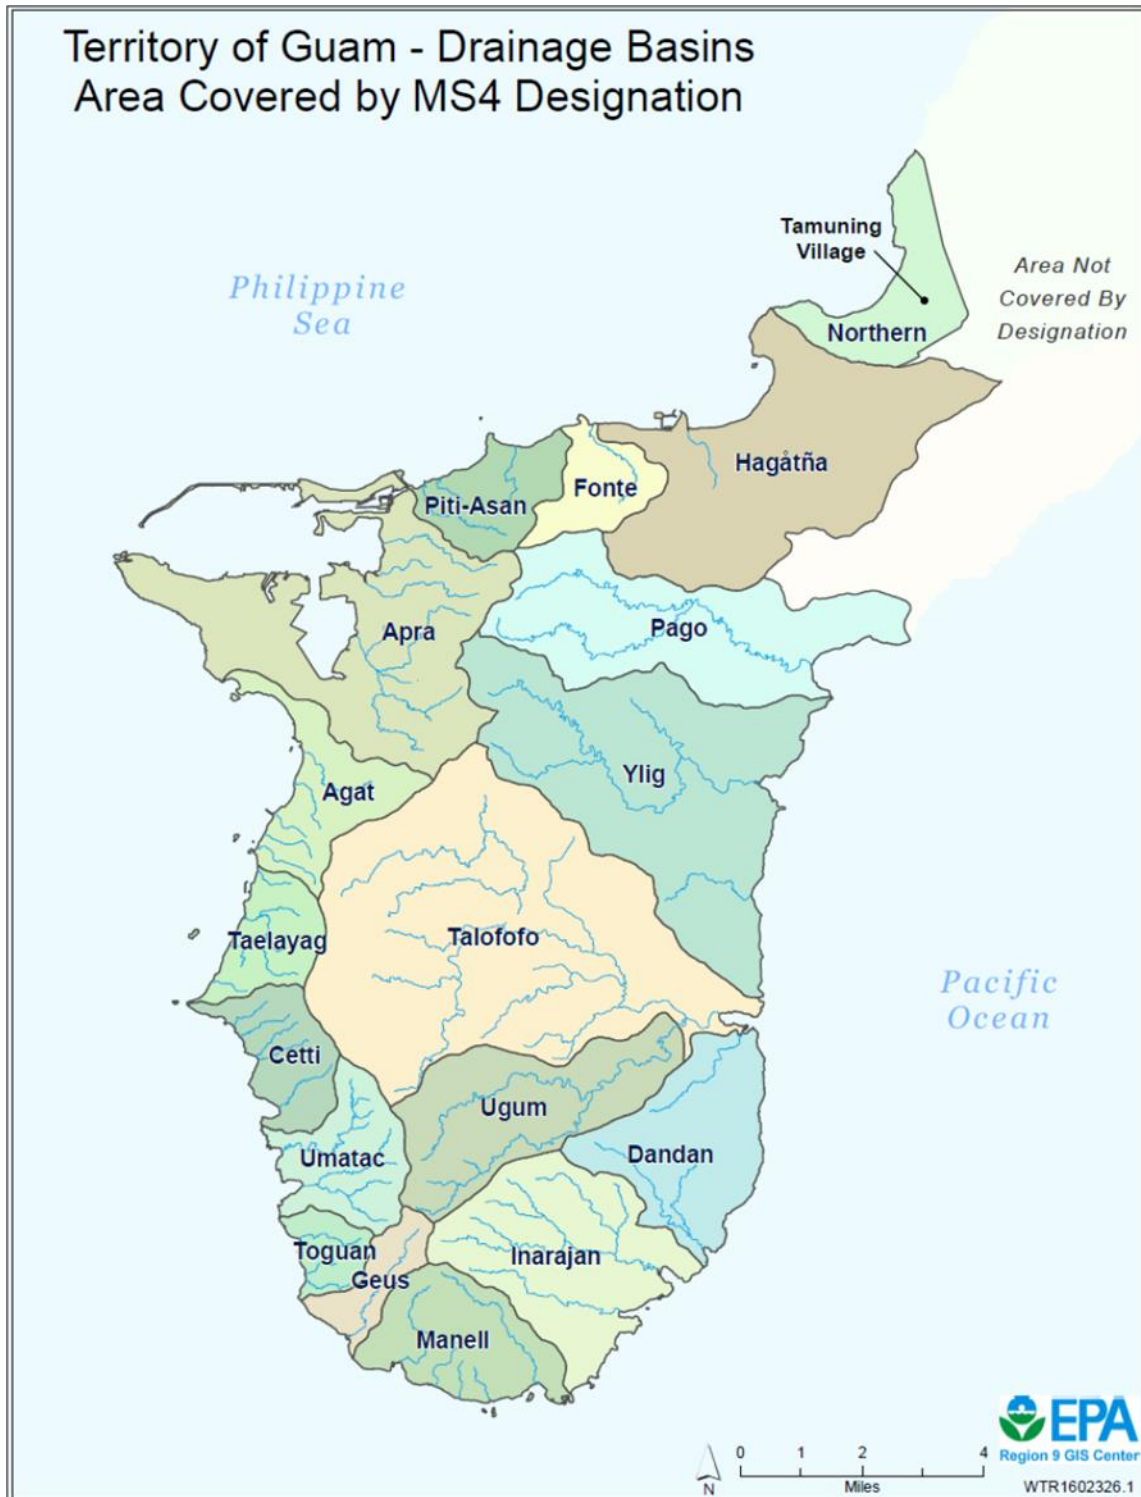 Territory of Guam - Drainage Basins
Area Covered by MS4 Designation
Tamuning
Village
Area Not
Covered By
Designation
Philippine
Sea
Northern
Hagåtña
Fonte
Piti-Asan
Apra
Pago
Ylig
Agat
Talofofo
Taelayag
Pacific
Ocean
Cetti
Ugum
Umatac
Dandan
Toguan
Inarajan
Geus
Manell
EPA
Region 9 GIS Center
N
0 1 2 4
Miles
WTR1602326.1